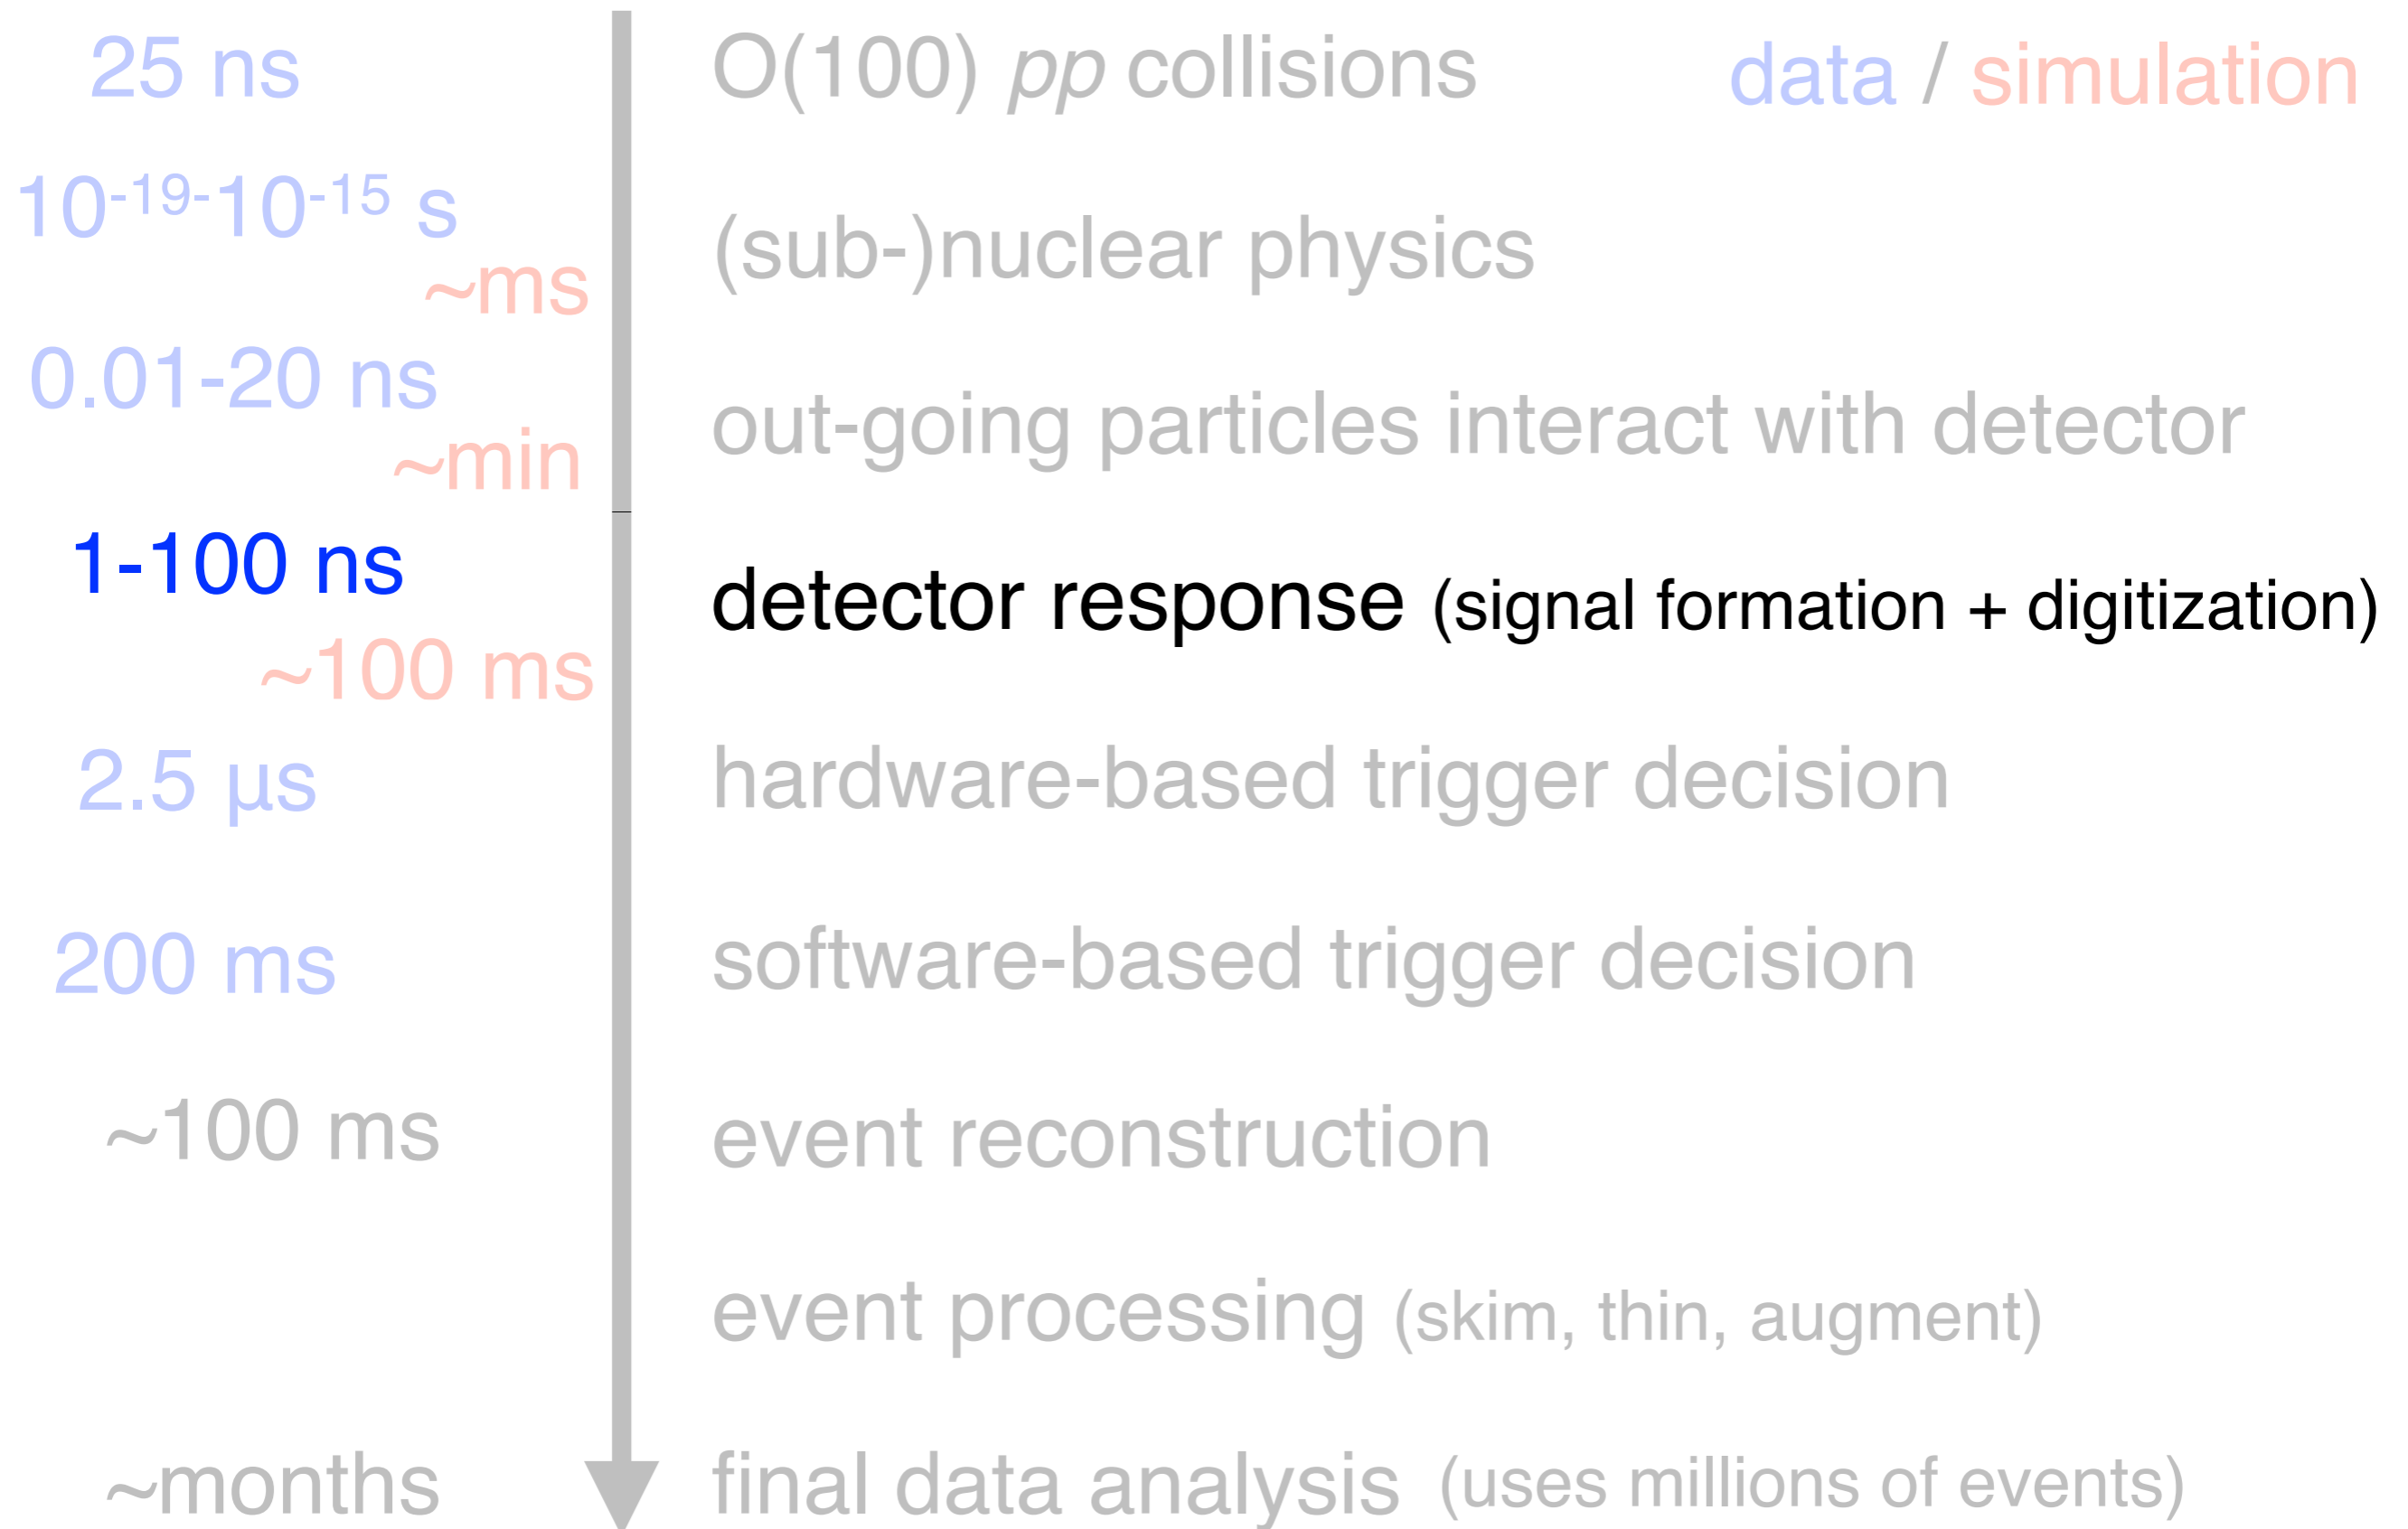 25 ns O(100) pp collisions data / simulation
10⁻¹⁹-10⁻¹⁵ s
(sub-)nuclear physics
~ms
0.01-20 ns
out-going particles interact with detector
~min
1-100 ns
detector response (signal formation + digitization)
~100 ms
2.5 µs hardware-based trigger decision
200 ms software-based trigger decision
~100 ms event reconstruction
event processing (skim, thin, augment)
~months final data analysis (uses millions of events)